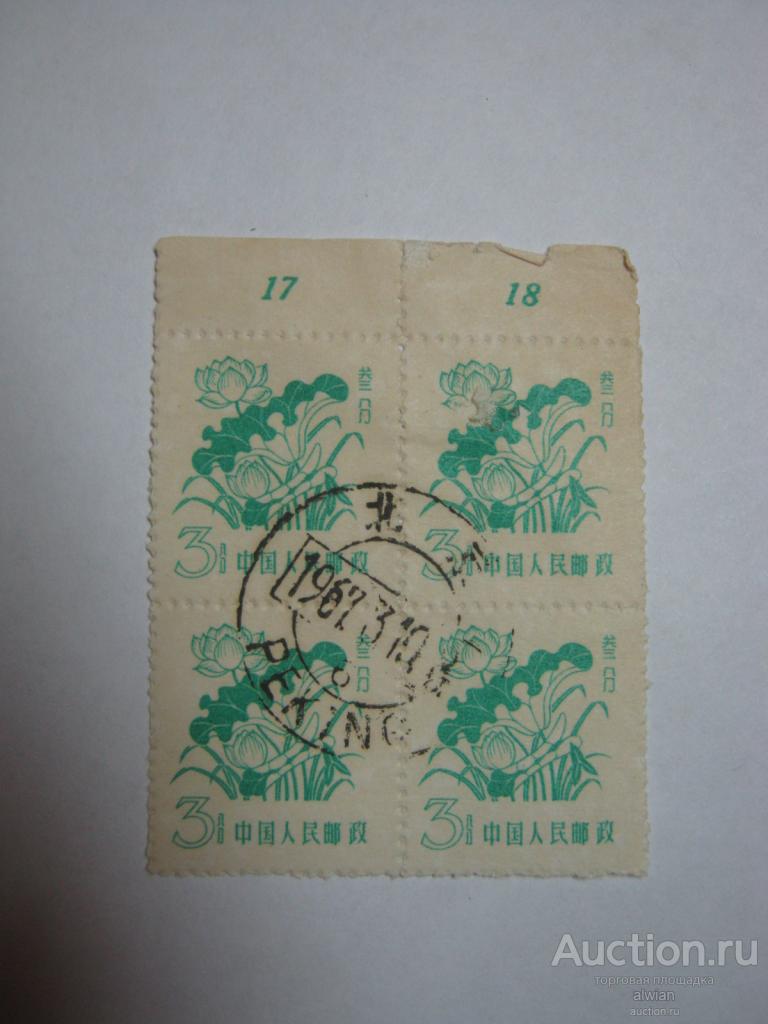 17 18
叁分
叁分
3分 中国人民邮政
3分 中国人民邮政
北京
1967.3.10
PEKING
叁分
叁分
3分 中国人民邮政
3分 中国人民邮政
Auction.ru
торговая площадка
alwian
auction.ru